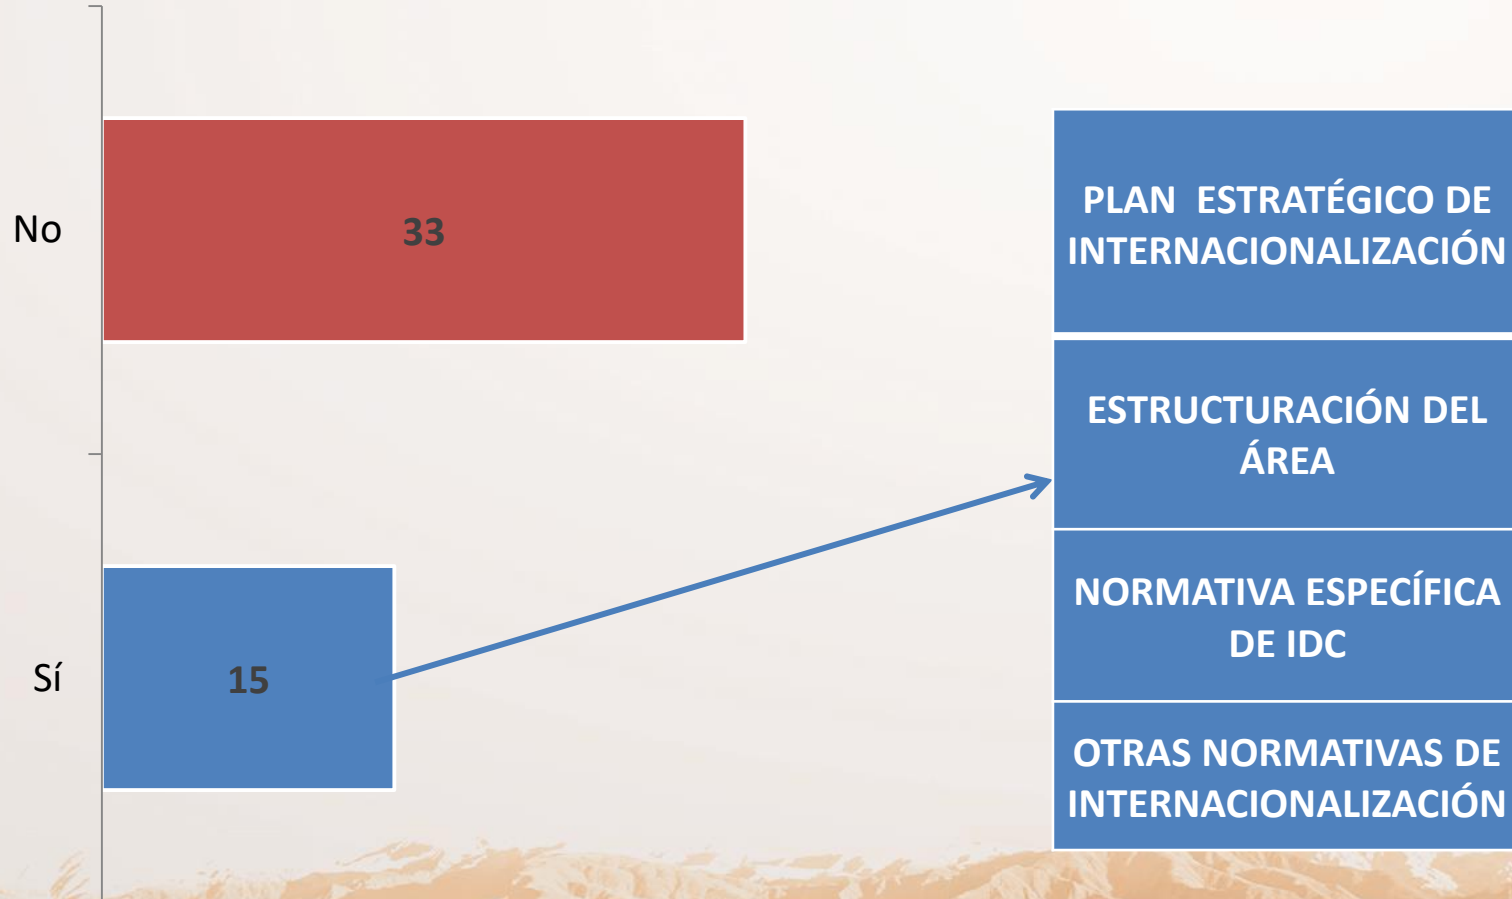 No
33
Sí
15
PLAN ESTRATÉGICO DE
INTERNACIONALIZACIÓN
ESTRUCTURACIÓN DEL
ÁREA
NORMATIVA ESPECÍFICA
DE IDC
OTRAS NORMATIVAS DE
INTERNACIONALIZACIÓN